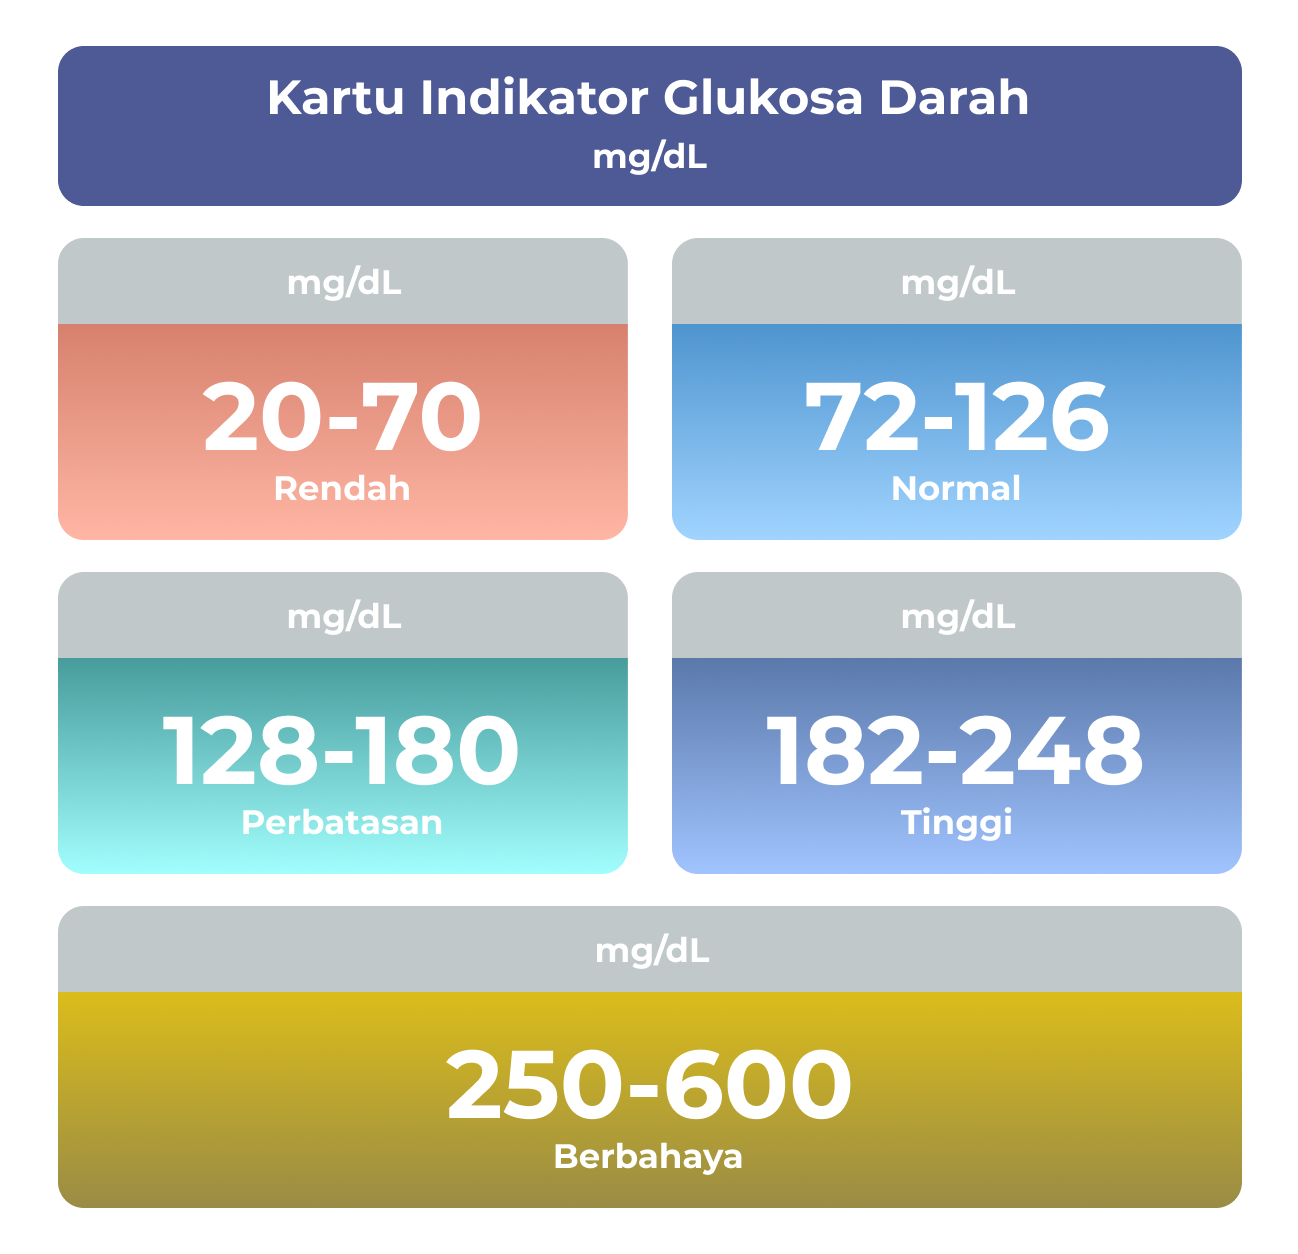 Kartu Indikator Glukosa Darah
mg/dL
mg/dL
20-70
Rendah
mg/dL
72-126
Normal
mg/dL
128-180
Perbatasan
mg/dL
182-248
Tinggi
mg/dL
250-600
Berbahaya